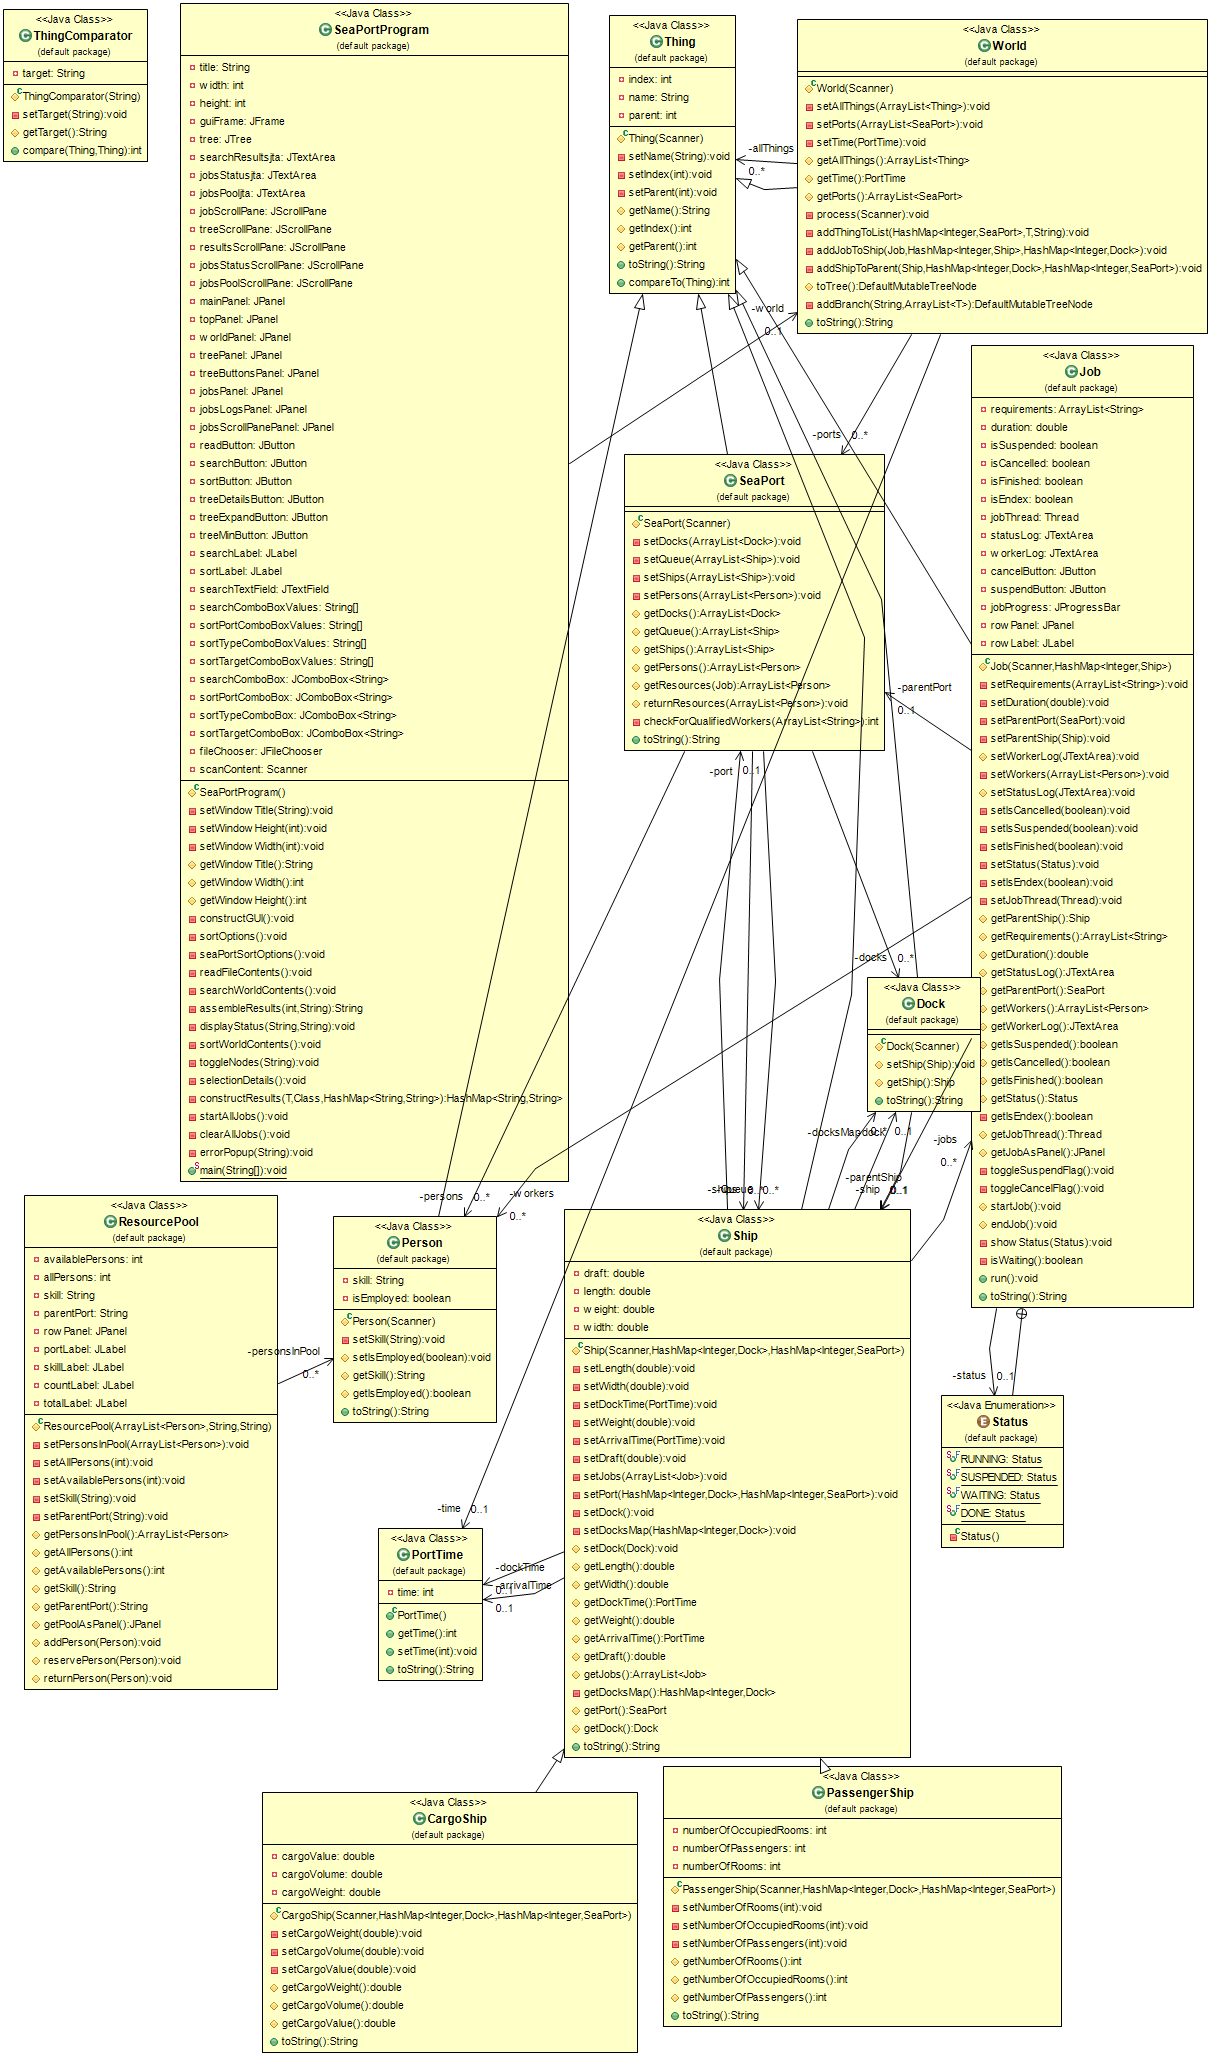 <<Java Class>>
ThingComparator
(default package)
target: String
ThingComparator(String)
setTarget(String):void
getTarget():String
compare(Thing,Thing):int
<<Java Class>>
SeaPortProgram
(default package)
title: String
width: int
height: int
guiFrame: JFrame
tree: JTree
searchResultsjta: JTextArea
jobsStatusjta: JTextArea
jobsPooljta: JTextArea
jobScrollPane: JScrollPane
treeScrollPane: JScrollPane
resultsScrollPane: JScrollPane
jobsStatusScrollPane: JScrollPane
jobsPoolScrollPane: JScrollPane
mainPanel: JPanel
topPanel: JPanel
worldPanel: JPanel
treePanel: JPanel
treeButtonsPanel: JPanel
jobsPanel: JPanel
jobsLogsPanel: JPanel
jobsScrollPanePanel: JPanel
readButton: JButton
searchButton: JButton
sortButton: JButton
treeDetailsButton: JButton
treeExpandButton: JButton
treeMinButton: JButton
searchLabel: JLabel
sortLabel: JLabel
searchTextField: JTextField
searchComboBoxValues: String[]
sortPortComboBoxValues: String[]
sortTypeComboBoxValues: String[]
sortTargetComboBoxValues: String[]
searchComboBox: JComboBox<String>
sortPortComboBox: JComboBox<String>
sortTypeComboBox: JComboBox<String>
sortTargetComboBox: JComboBox<String>
fileChooser: JFileChooser
scanContent: Scanner
SeaPortProgram()
setWindowTitle(String):void
setWindowHeight(int):void
setWindowWidth(int):void
getWindowTitle():String
getWindowWidth():int
getWindowHeight():int
constructGUI():void
sortOptions():void
seaPortSortOptions():void
readFileContents():void
searchWorldContents():void
assembleResults(int,String):String
displayStatus(String,String):void
sortWorldContents():void
toggleNodes(String):void
selectionDetails():void
constructResults(T,Class,HashMap<String,String>):HashMap<String,String>
startAllJobs():void
clearAllJobs():void
errorPopup(String):void
main(String[]):void
<<Java Class>>
Thing
(default package)
index: int
name: String
parent: int
Thing(Scanner)
setName(String):void
setIndex(int):void
setParent(int):void
getName():String
getIndex():int
getParent():int
toString():String
compareTo(Thing):int
-allThings
0..*
<<Java Class>>
World
(default package)
World(Scanner)
setAllThings(ArrayList<Thing>):void
setPorts(ArrayList<SeaPort>):void
setTime(PortTime):void
getAllThings():ArrayList<Thing>
getTime():PortTime
getPorts():ArrayList<SeaPort>
process(Scanner):void
addThingToList(HashMap<Integer,SeaPort>,T,String):void
addJobToShip(Job,HashMap<Integer,Ship>,HashMap<Integer,Dock>):void
addShipToParent(Ship,HashMap<Integer,Dock>,HashMap<Integer,SeaPort>):void
toTree():DefaultMutableTreeNode
addBranch(String,ArrayList<T>):DefaultMutableTreeNode
toString():String
-world
0..1
-ports 0..*
<<Java Class>>
SeaPort
(default package)
SeaPort(Scanner)
setDocks(ArrayList<Dock>):void
setQueue(ArrayList<Ship>):void
setShips(ArrayList<Ship>):void
setPersons(ArrayList<Person>):void
getDocks():ArrayList<Dock>
getQueue():ArrayList<Ship>
getShips():ArrayList<Ship>
getPersons():ArrayList<Person>
getResources(Job):ArrayList<Person>
returnResources(ArrayList<Person>):void
checkForQualifiedWorkers(ArrayList<String>):int
toString():String
-parentPort
0..1
-port 0..1
<<Java Class>>
Job
(default package)
requirements: ArrayList<String>
duration: double
isSuspended: boolean
isCancelled: boolean
isFinished: boolean
isEndex: boolean
jobThread: Thread
statusLog: JTextArea
workerLog: JTextArea
cancelButton: JButton
suspendButton: JButton
jobProgress: JProgressBar
rowPanel: JPanel
rowLabel: JLabel
Job(Scanner,HashMap<Integer,Ship>)
setRequirements(ArrayList<String>):void
setDuration(double):void
setParentPort(SeaPort):void
setParentShip(Ship):void
setWorkerLog(JTextArea):void
setWorkers(ArrayList<Person>):void
setStatusLog(JTextArea):void
setIsCancelled(boolean):void
setIsSuspended(boolean):void
setIsFinished(boolean):void
setStatus(Status):void
setIsEndex(boolean):void
setJobThread(Thread):void
getParentShip():Ship
getRequirements():ArrayList<String>
getDuration():double
getStatusLog():JTextArea
getParentPort():SeaPort
getWorkers():ArrayList<Person>
getWorkerLog():JTextArea
getIsSuspended():boolean
getIsCancelled():boolean
getIsFinished():boolean
getStatus():Status
getIsEndex():boolean
getJobThread():Thread
getJobAsPanel():JPanel
toggleSuspendFlag():void
toggleCancelFlag():void
startJob():void
endJob():void
showStatus(Status):void
isWaiting():boolean
run():void
toString():String
-docks 0..*
<<Java Class>>
Dock
(default package)
Dock(Scanner)
setShip(Ship):void
getShip():Ship
toString():String
-docksMap
dock
0..*
0..1
-jobs
0..*
-parentShip
-ship
0..1
-persons 0..*
-workers
0..*
<<Java Class>>
ResourcePool
(default package)
availablePersons: int
allPersons: int
skill: String
parentPort: String
rowPanel: JPanel
portLabel: JLabel
skillLabel: JLabel
countLabel: JLabel
totalLabel: JLabel
ResourcePool(ArrayList<Person>,String,String)
setPersonsInPool(ArrayList<Person>):void
setAllPersons(int):void
setAvailablePersons(int):void
setSkill(String):void
setParentPort(String):void
getPersonsInPool():ArrayList<Person>
getAllPersons():int
getAvailablePersons():int
getSkill():String
getParentPort():String
getPoolAsPanel():JPanel
addPerson(Person):void
reservePerson(Person):void
returnPerson(Person):void
-personsInPool
0..*
<<Java Class>>
Person
(default package)
skill: String
isEmployed: boolean
Person(Scanner)
setSkill(String):void
setIsEmployed(boolean):void
getSkill():String
getIsEmployed():boolean
toString():String
<<Java Class>>
Ship
(default package)
draft: double
length: double
weight: double
width: double
Ship(Scanner,HashMap<Integer,Dock>,HashMap<Integer,SeaPort>)
setLength(double):void
setWidth(double):void
setDockTime(PortTime):void
setWeight(double):void
setArrivalTime(PortTime):void
setDraft(double):void
setJobs(ArrayList<Job>):void
setPort(HashMap<Integer,Dock>,HashMap<Integer,SeaPort>):void
setDock():void
setDocksMap(HashMap<Integer,Dock>):void
setDock(Dock):void
getLength():double
getWidth():double
getDockTime():PortTime
getWeight():double
getArrivalTime():PortTime
getDraft():double
getJobs():ArrayList<Job>
getDocksMap():HashMap<Integer,Dock>
getPort():SeaPort
getDock():Dock
toString():String
-status 0..1
<<Java Enumeration>>
Status
(default package)
RUNNING: Status
SUSPENDED: Status
WAITING: Status
DONE: Status
Status()
-time 0..1
<<Java Class>>
PortTime
(default package)
time: int
PortTime()
getTime():int
setTime(int):void
toString():String
-dockTime
0..1
-arrivalTime
0..1
<<Java Class>>
CargoShip
(default package)
cargoValue: double
cargoVolume: double
cargoWeight: double
CargoShip(Scanner,HashMap<Integer,Dock>,HashMap<Integer,SeaPort>)
setCargoWeight(double):void
setCargoVolume(double):void
setCargoValue(double):void
getCargoWeight():double
getCargoVolume():double
getCargoValue():double
toString():String
<<Java Class>>
PassengerShip
(default package)
numberOfOccupiedRooms: int
numberOfPassengers: int
numberOfRooms: int
PassengerShip(Scanner,HashMap<Integer,Dock>,HashMap<Integer,SeaPort>)
setNumberOfRooms(int):void
setNumberOfOccupiedRooms(int):void
setNumberOfPassengers(int):void
getNumberOfRooms():int
getNumberOfOccupiedRooms():int
getNumberOfPassengers():int
toString():String